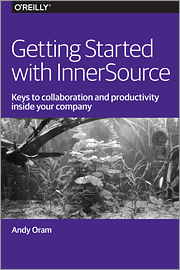 O'REILLY®
Getting Started
with InnerSource
Keys to collaboration and productivity
inside your company
Andy Oram